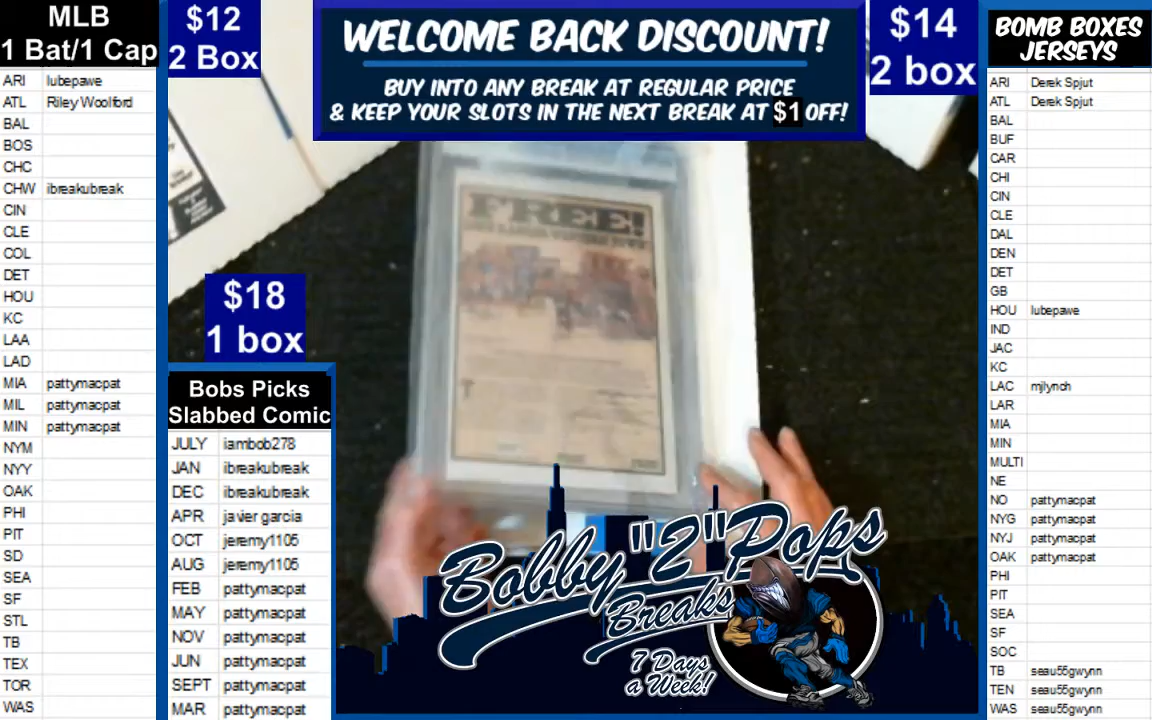 MLB
1 Bat/1 Cap
ARI lubepawe
ATL Riley Woolford
BAL
BOS
CHC
CHW ibreakubreak
CIN
CLE
COL
DET
HOU
KC
LAA
LAD
MIA pattymacpat
MIL pattymacpat
MIN pattymacpat
NYM
NYY
OAK
PHI
PIT
SD
SEA
SF
STL
TB
TEX
TOR
WAS
$12
2 Box
WELCOME BACK DISCOUNT!
BUY INTO ANY BREAK AT REGULAR PRICE
& KEEP YOUR SLOTS IN THE NEXT BREAK AT $1 OFF!
$14
2 box
FREE!
$18
1 box
Bobs Picks
Slabbed Comic
JULY iambob278
JAN ibreakubreak
DEC ibreakubreak
APR javier garcia
OCT jeremy1105
AUG jeremy1105
FEB pattymacpat
MAY pattymacpat
NOV pattymacpat
JUN pattymacpat
SEPT pattymacpat
MAR pattymacpat
Bobby "2" Pops
Breaks
7 Days
a Week!
BOMB BOXES
JERSEYS
ARI Derek Spjut
ATL Derek Spjut
BAL
BUF
CAR
CHI
CIN
CLE
DAL
DEN
DET
GB
HOU lubepawe
IND
JAC
KC
LAC mjlynch
LAR
MIA
MIN
MULTI
NE
NO pattymacpat
NYG pattymacpat
NYJ pattymacpat
OAK pattymacpat
PHI
PIT
SEA
SF
SOC
TB seau55gwynn
TEN seau55gwynn
WAS seau55gwynn